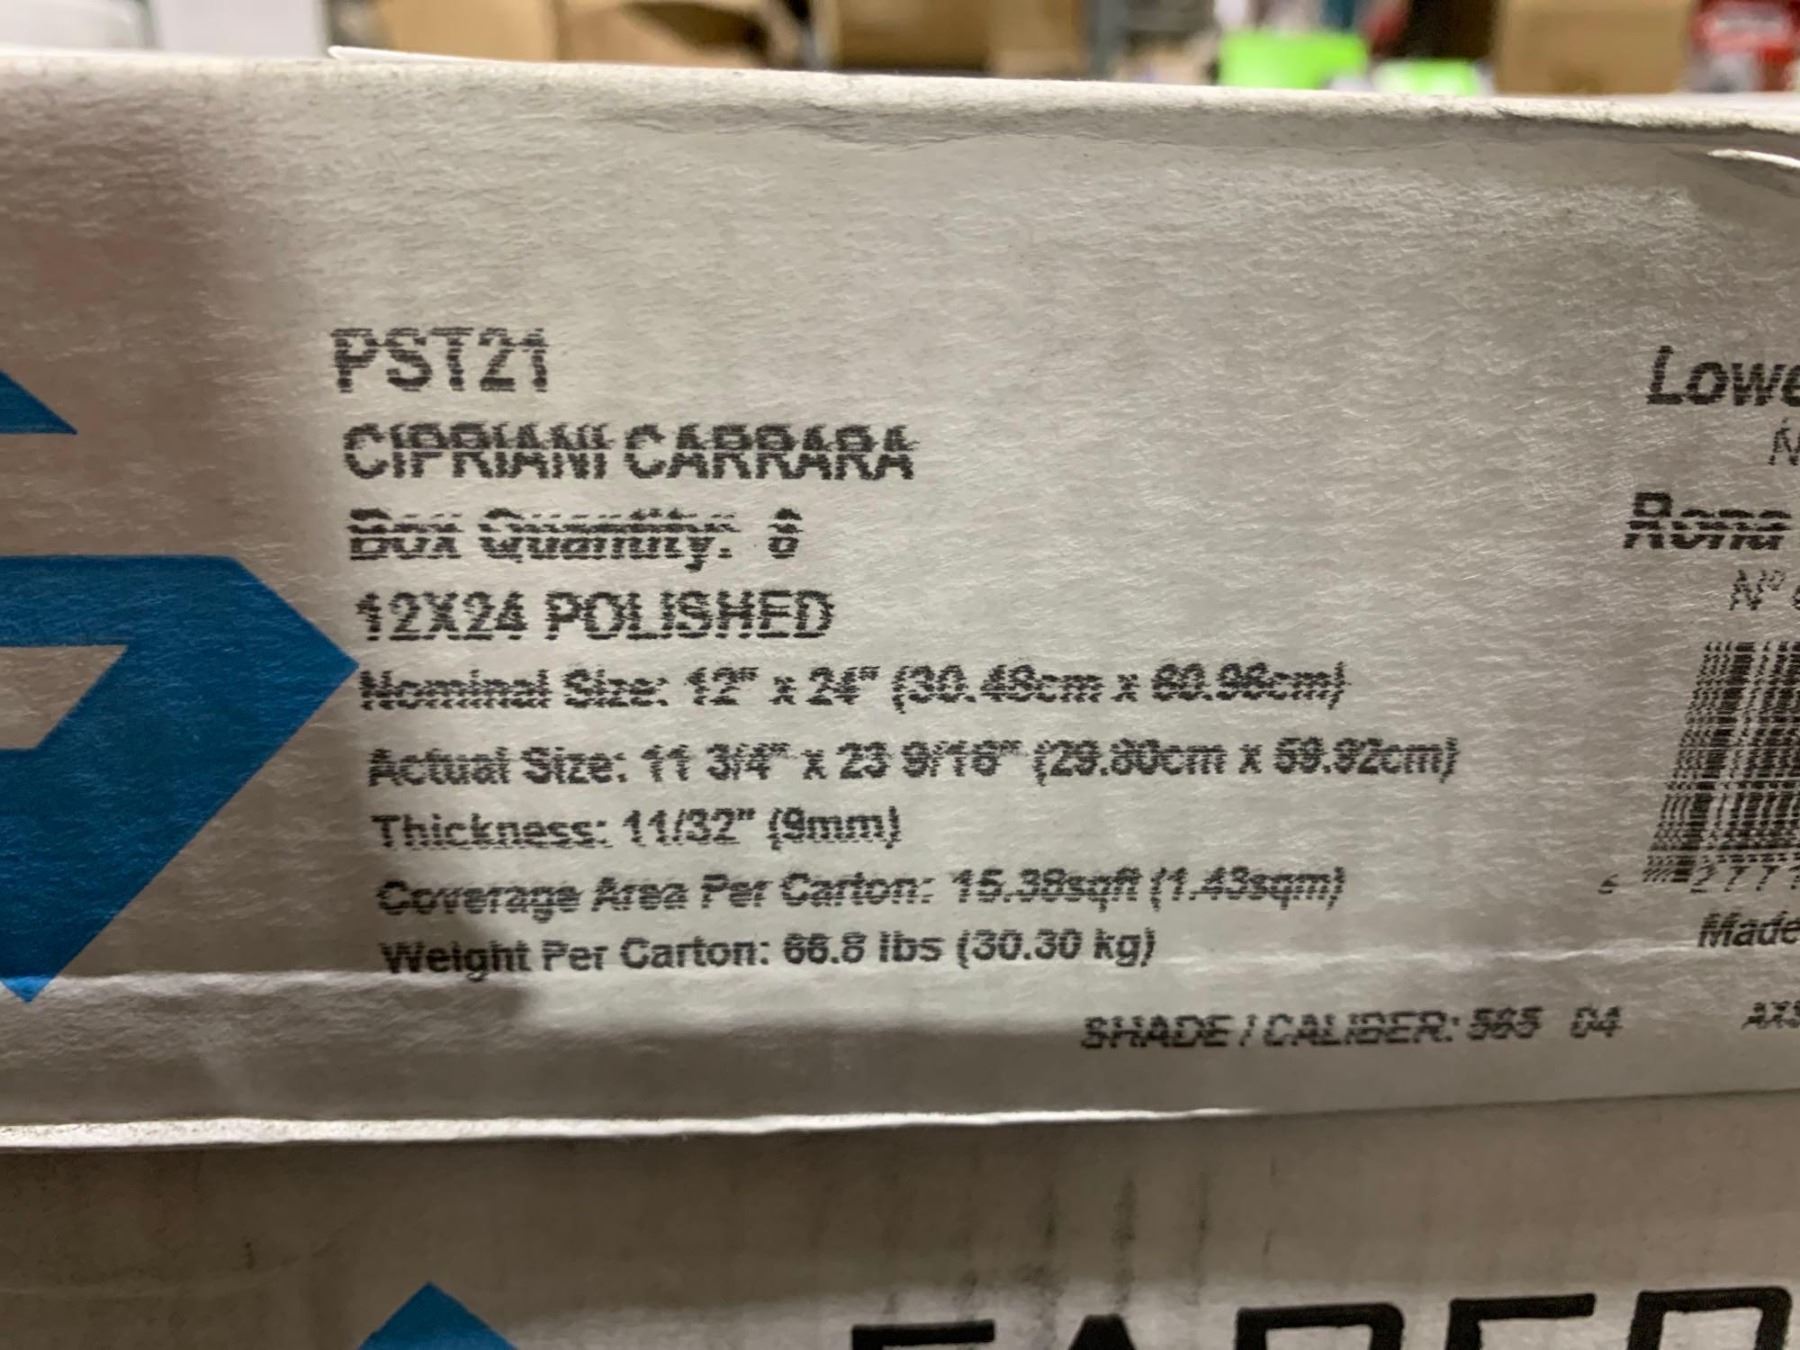 PST21
CIPRIANI CARRARA
Box Quantity: 8
12X24 POLISHED
Nominal Size: 12" x 24" (30.48cm x 60.96cm)
Actual Size: 11 3/4" x 23 9/16" (29.80cm x 59.92cm)
Thickness: 11/32" (9mm)
Coverage Area Per Carton: 15.38sqft (1.43sqm)
Weight Per Carton: 66.8 lbs (30.30 kg)
SHADE / CALIBER: 565 04
Lowe
Rona
Nº
Made